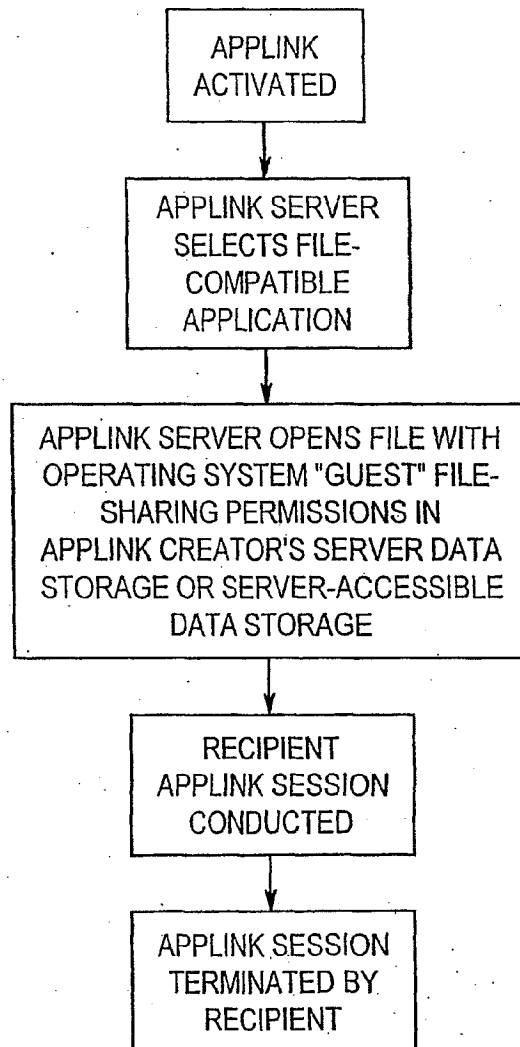 APPLINK
ACTIVATED
APPLINK SERVER
SELECTS FILE-
COMPATIBLE
APPLICATION
APPLINK SERVER OPENS FILE WITH
OPERATING SYSTEM "GUEST" FILE-
SHARING PERMISSIONS IN
APPLINK CREATOR'S SERVER DATA
STORAGE OR SERVER-ACCESSIBLE
DATA STORAGE
RECIPIENT
APPLINK SESSION
CONDUCTED
APPLINK SESSION
TERMINATED BY
RECIPIENT